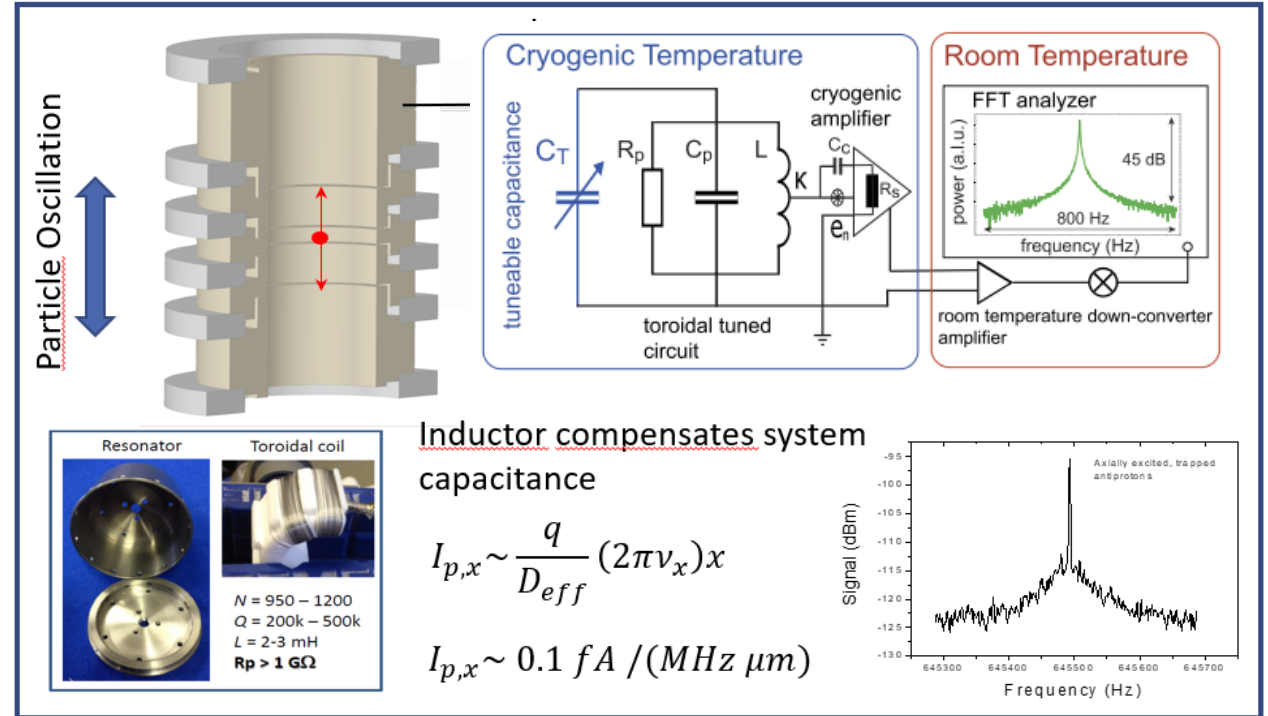 Particle Oscillation
Cryogenic Temperature
tuneable capacitance
C_T
R_p
C_p
L
K
cryogenic
amplifier
C_c
R_s
e_n
toroidal tuned
circuit
Room Temperature
FFT analyzer
power (a.l.u.)
45 dB
800 Hz
frequency (Hz)
room temperature down-converter
amplifier
Resonator
Toroidal coil
N = 950 – 1200
Q = 200k – 500k
L = 2-3 mH
Rp > 1 GΩ
Inductor compensates system
capacitance
I_{p,x} ~ q / D_{eff} (2πν_x)x
I_{p,x} ~ 0.1 fA /(MHz μm)
Signal (dBm)
-95
-100
-105
-110
-115
-120
-125
-130
Axially excited, trapped
antiprotons
645300 645400 645500 645600 645700
Frequency (Hz)